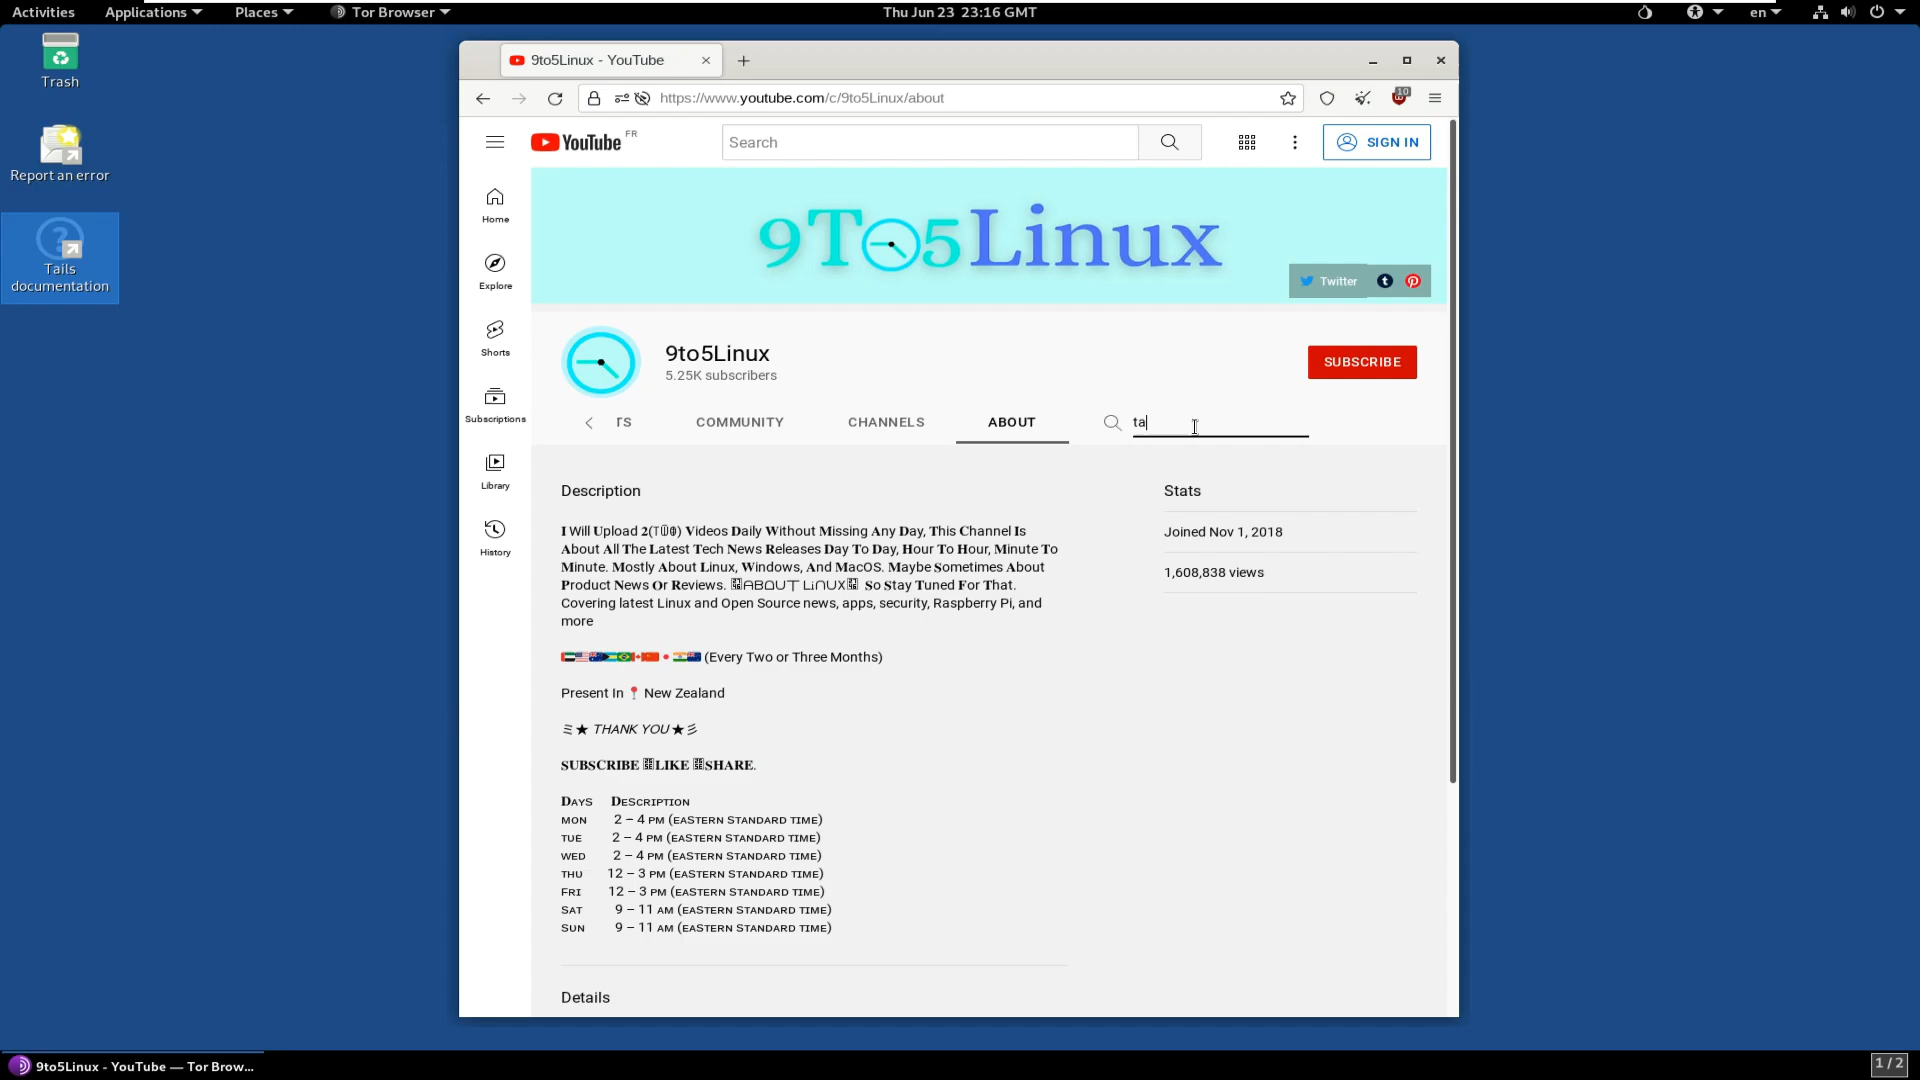 Activities Applications Places Tor Browser Thu Jun 23 23:16 GMT en
Trash
Report an error
Tails
documentation
9to5Linux - YouTube
https://www.youtube.com/c/9to5Linux/about
10
YouTube FR Search SIGN IN
Home
Explore
Shorts
Subscriptions
Library
History
9To5Linux
Twitter
9to5Linux
5.25K subscribers
SUBSCRIBE
TS COMMUNITY CHANNELS ABOUT ta
Description
I Will Upload 2(TWO) Videos Daily Without Missing Any Day, This Channel Is
About All The Latest Tech News Releases Day To Day, Hour To Hour, Minute To
Minute. Mostly About Linux, Windows, And MacOS. Maybe Sometimes About
Product News Or Reviews. ABOUT LINUX So Stay Tuned For That.
Covering latest Linux and Open Source news, apps, security, Raspberry Pi, and
more
(Every Two or Three Months)
Present In 📍 New Zealand
ミ★ THANK YOU ★彡
SUBSCRIBE LIKE SHARE.
Days Description
MON 2 – 4 PM (EASTERN STANDARD TIME)
TUE 2 – 4 PM (EASTERN STANDARD TIME)
WED 2 – 4 PM (EASTERN STANDARD TIME)
THU 12 – 3 PM (EASTERN STANDARD TIME)
FRI 12 – 3 PM (EASTERN STANDARD TIME)
SAT 9 – 11 AM (EASTERN STANDARD TIME)
SUN 9 – 11 AM (EASTERN STANDARD TIME)
Details
Stats
Joined Nov 1, 2018
1,608,838 views
9to5Linux - YouTube — Tor Brow...
1 / 2